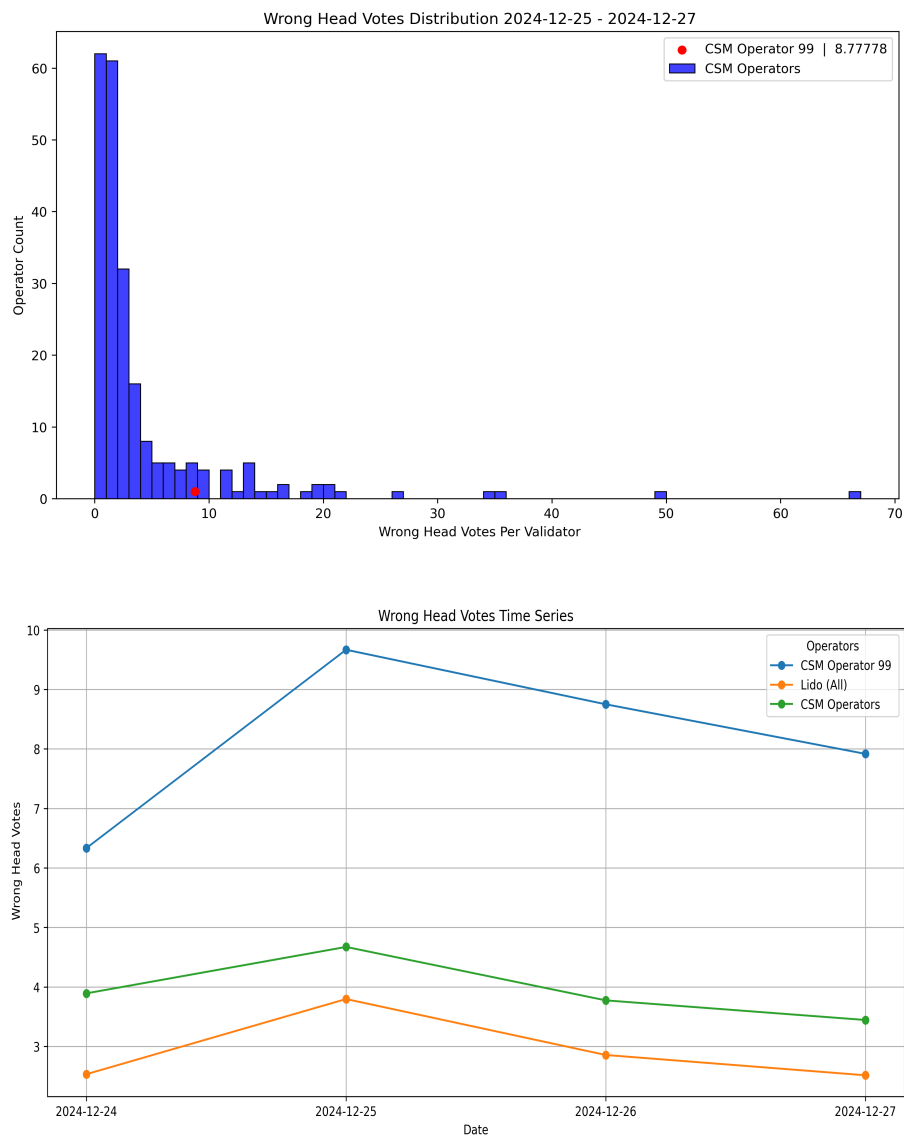 Wrong Head Votes Distribution 2024-12-25 - 2024-12-27
CSM Operator 99 | 8.77778
CSM Operators
Operator Count
60
50
40
30
20
10
0
0 10 20 30 40 50 60 70
Wrong Head Votes Per Validator
Wrong Head Votes Time Series
Operators
CSM Operator 99
Lido (All)
CSM Operators
Wrong Head Votes
10
9
8
7
6
5
4
3
2024-12-24 2024-12-25 2024-12-26 2024-12-27
Date